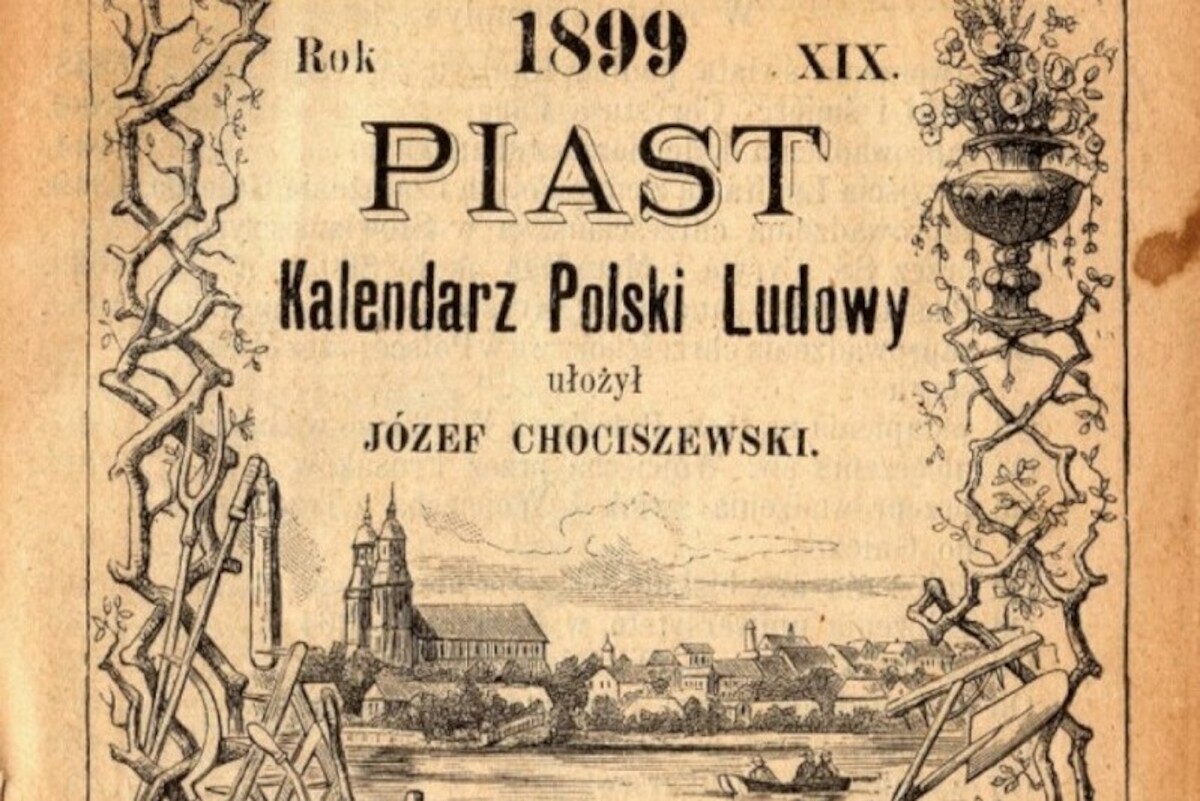 Rok 1899 XIX.
PIAST
Kalendarz Polski Ludowy
ułożył
JÓZEF CHOCISZEWSKI.